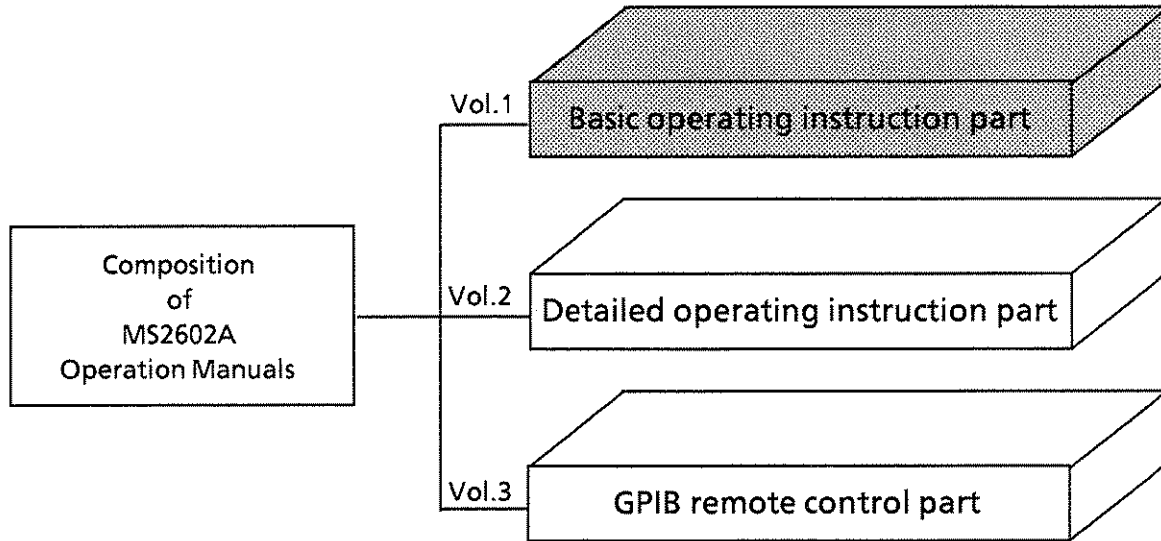 Vol.1
Basic operating instruction part
Composition
of
MS2602A
Operation Manuals
Vol.2
Detailed operating instruction part
Vol.3
GPIB remote control part